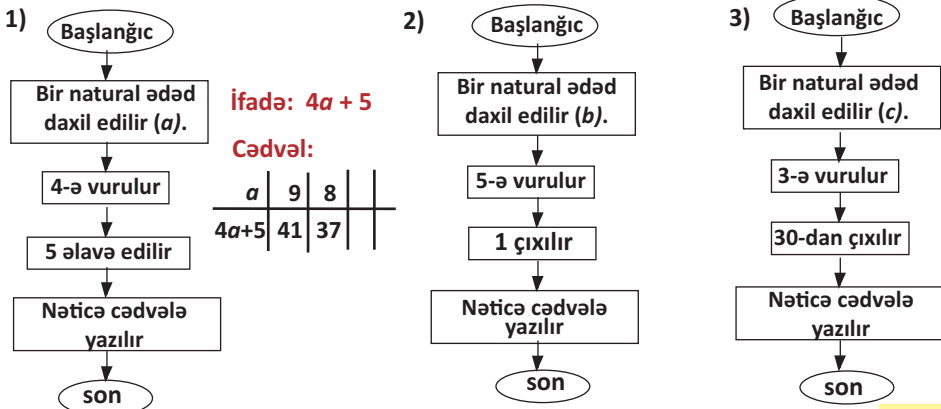 1)
Başlanğıc
Bir natural ədəd
daxil edilir (a).
4-ə vurulur
5 əlavə edilir
Nəticə cədvələ
yazılır
son
İfadə: 4a + 5
Cədvəl:
a 9 8
4a+5 41 37
2)
Başlanğıc
Bir natural ədəd
daxil edilir (b).
5-ə vurulur
1 çıxılır
Nəticə cədvələ
yazılır
son
3)
Başlanğıc
Bir natural ədəd
daxil edilir (c).
3-ə vurulur
30-dan çıxılır
Nəticə cədvələ
yazılır
son